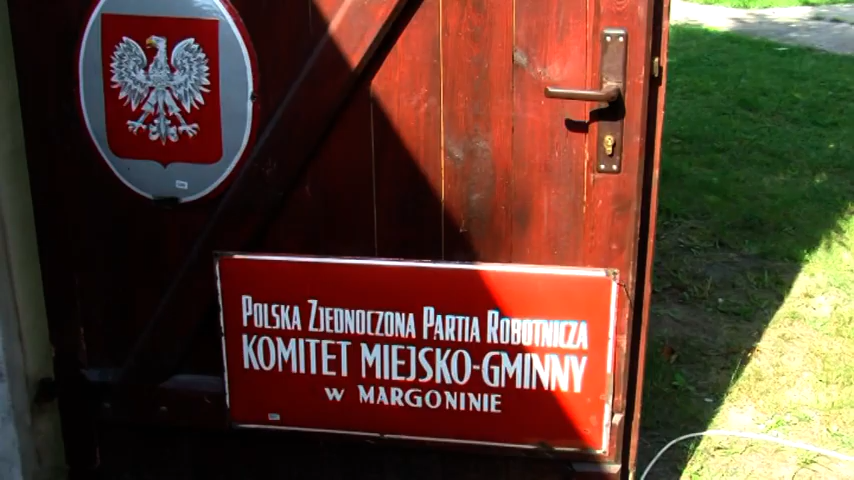 POLSKA ZJEDNOCZONA PARTIA ROBOTNICZA
KOMITET MIEJSKO-GMINNY
W MARGONINIE